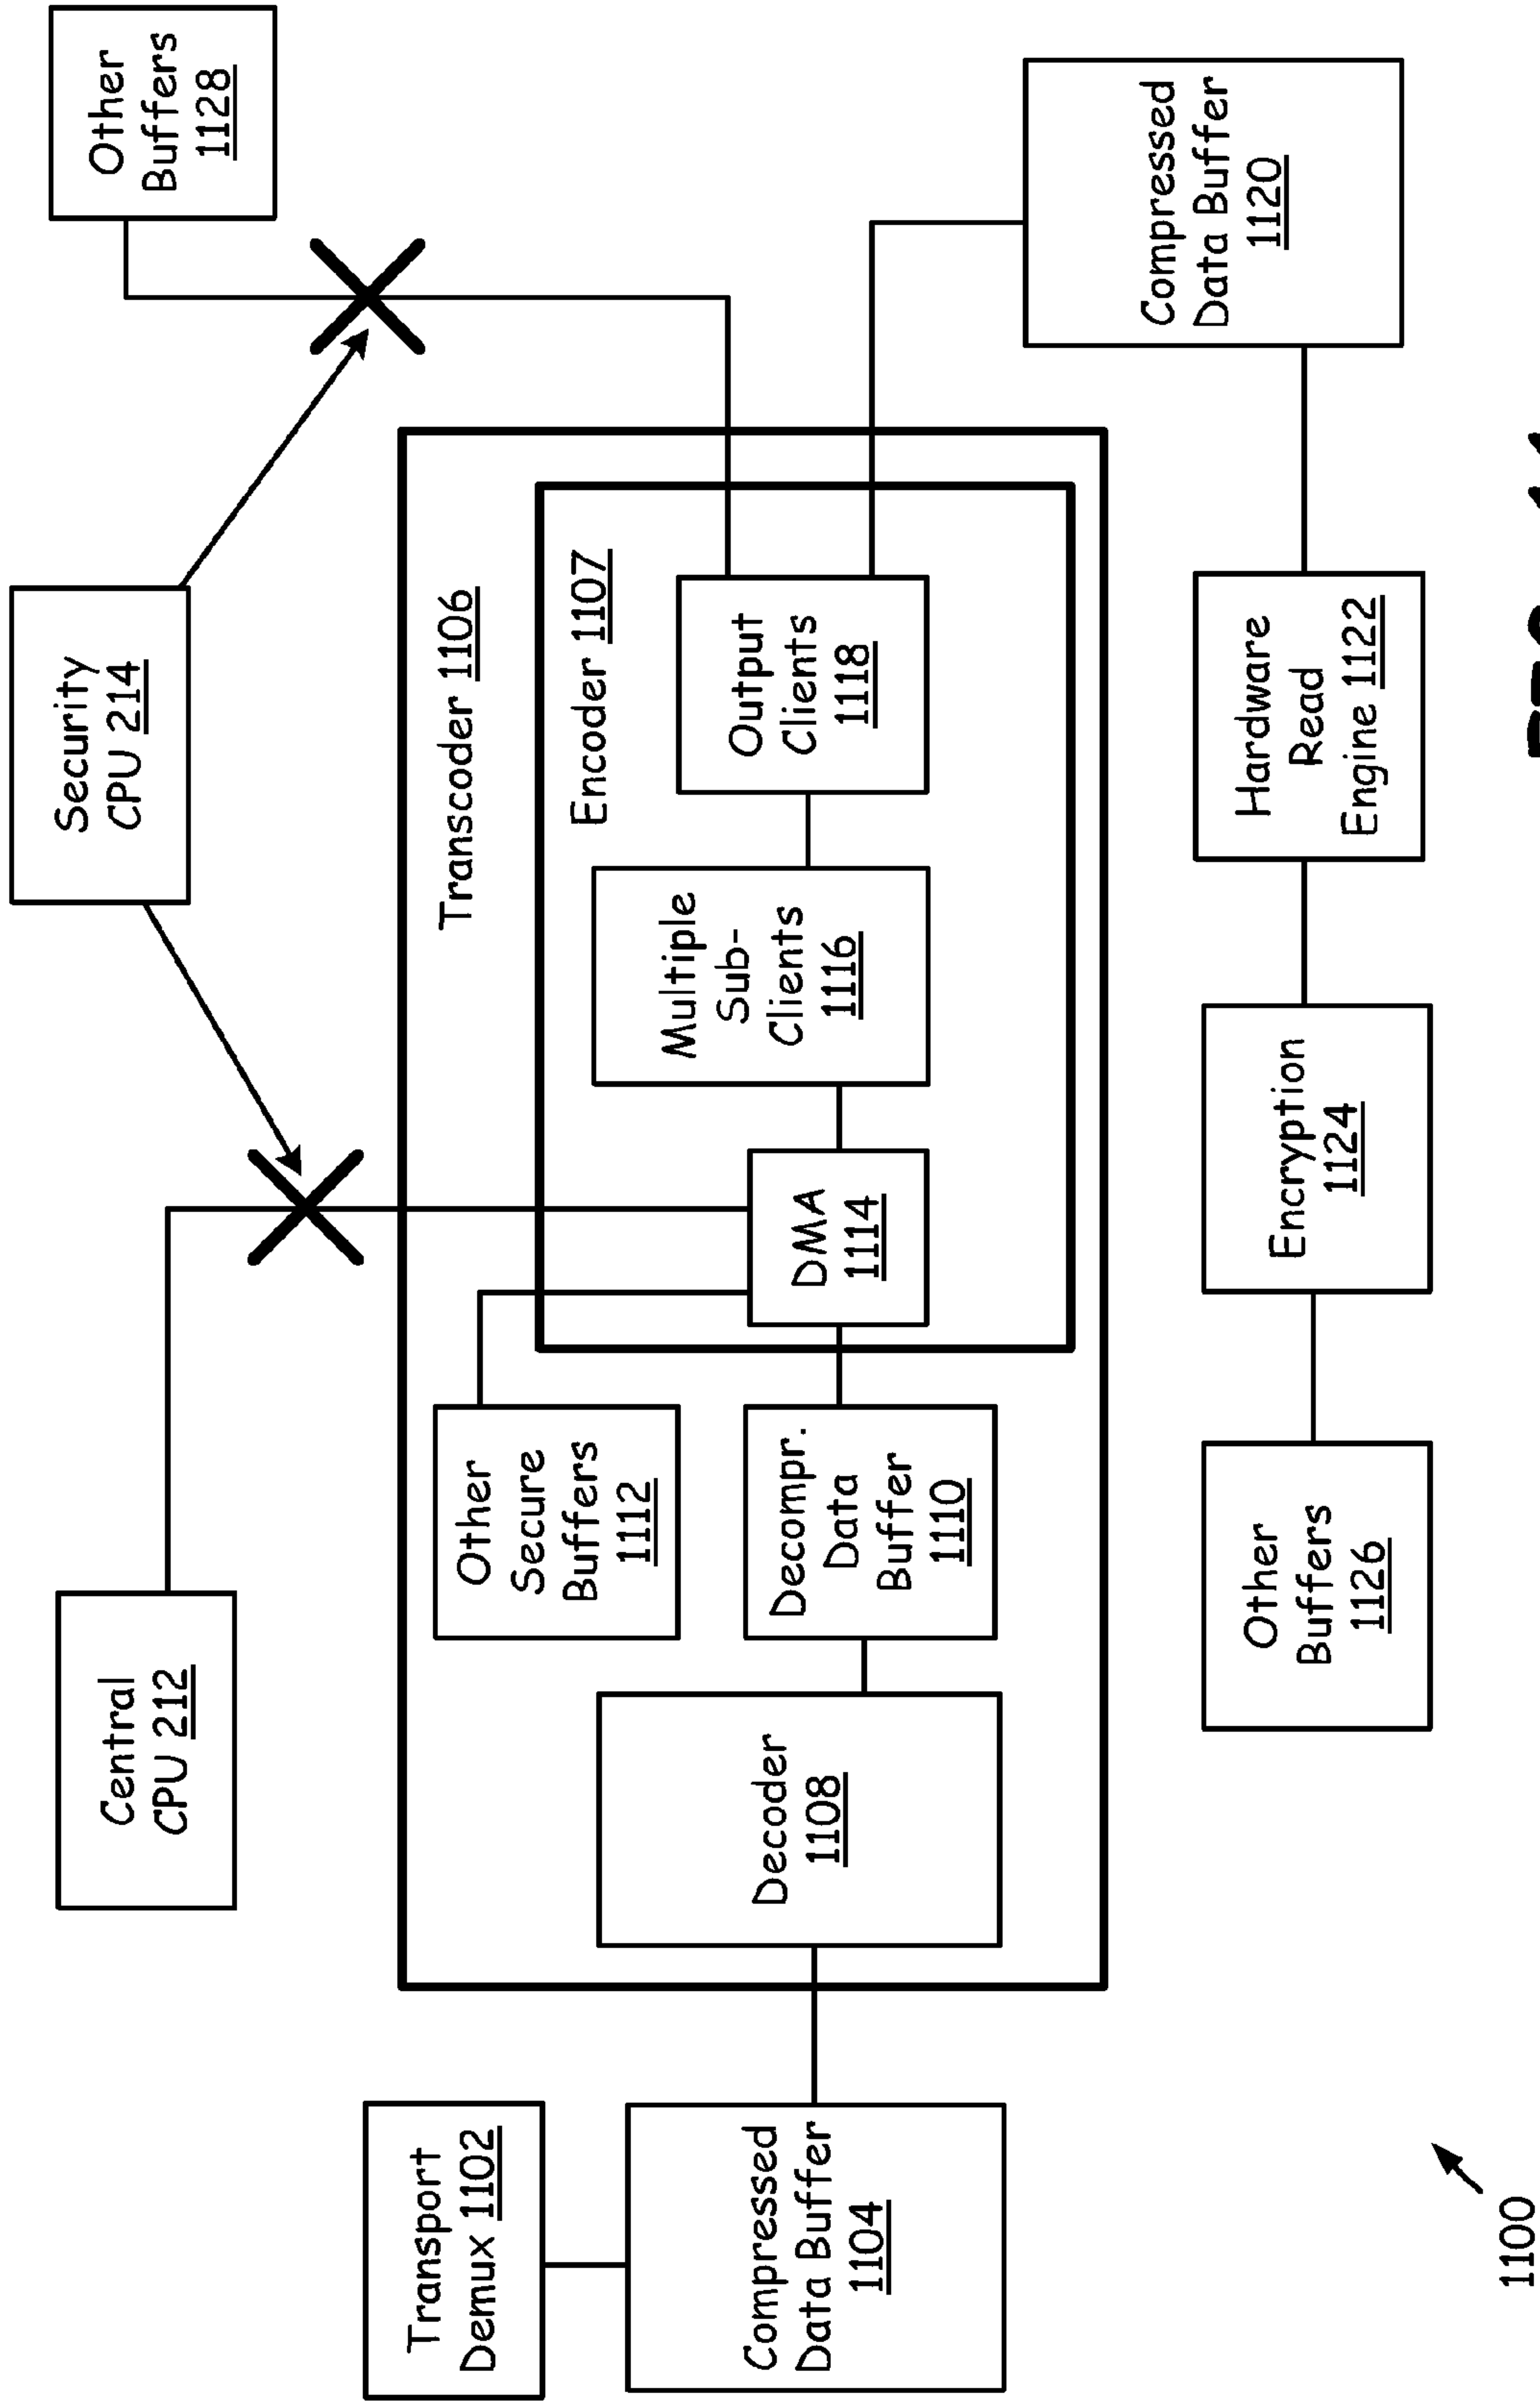 Central
CPU 212
Security
CPU 214
Other
Buffers
1128
Transport
Demux 1102
Transcoder 1106
Encoder 1107
Other
Secure
Buffers
1112
Compressed
Data Buffer
1104
Decoder
1108
Decompr.
Data
Buffer
1110
DMA
1114
Multiple
Sub-
Clients
1116
Output
Clients
1118
Compressed
Data Buffer
1120
Other
Buffers
1126
Encryption
1124
Hardware
Read
Engine 1122
1100